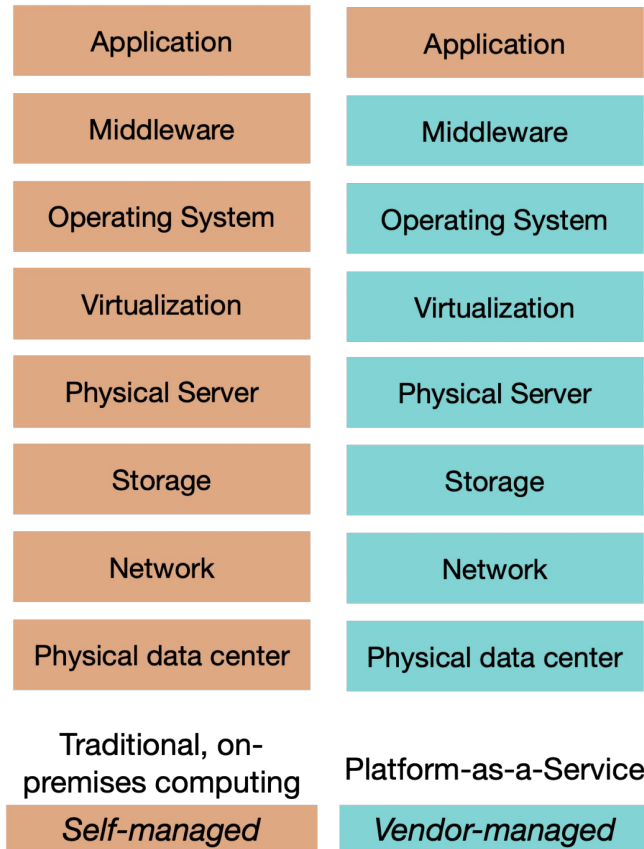 Application
Middleware
Operating System
Virtualization
Physical Server
Storage
Network
Physical data center
Traditional, on-
premises computing
Self-managed
Application
Middleware
Operating System
Virtualization
Physical Server
Storage
Network
Physical data center
Platform-as-a-Service
Vendor-managed